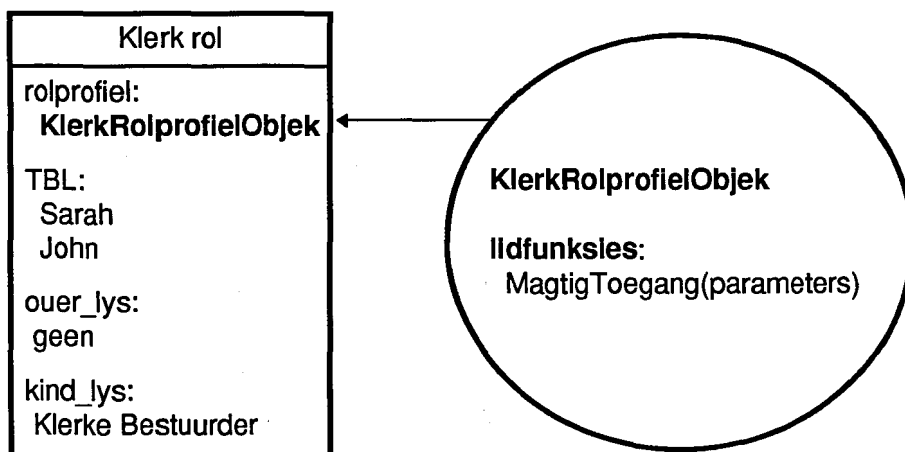 Klerk rol
rolprofiel:
KlerkRolprofielObjek
TBL:
Sarah
John
ouer_lys:
geen
kind_lys:
Klerke Bestuurder
KlerkRolprofielObjek
lidfunksies:
MagtigToegang(parameters)